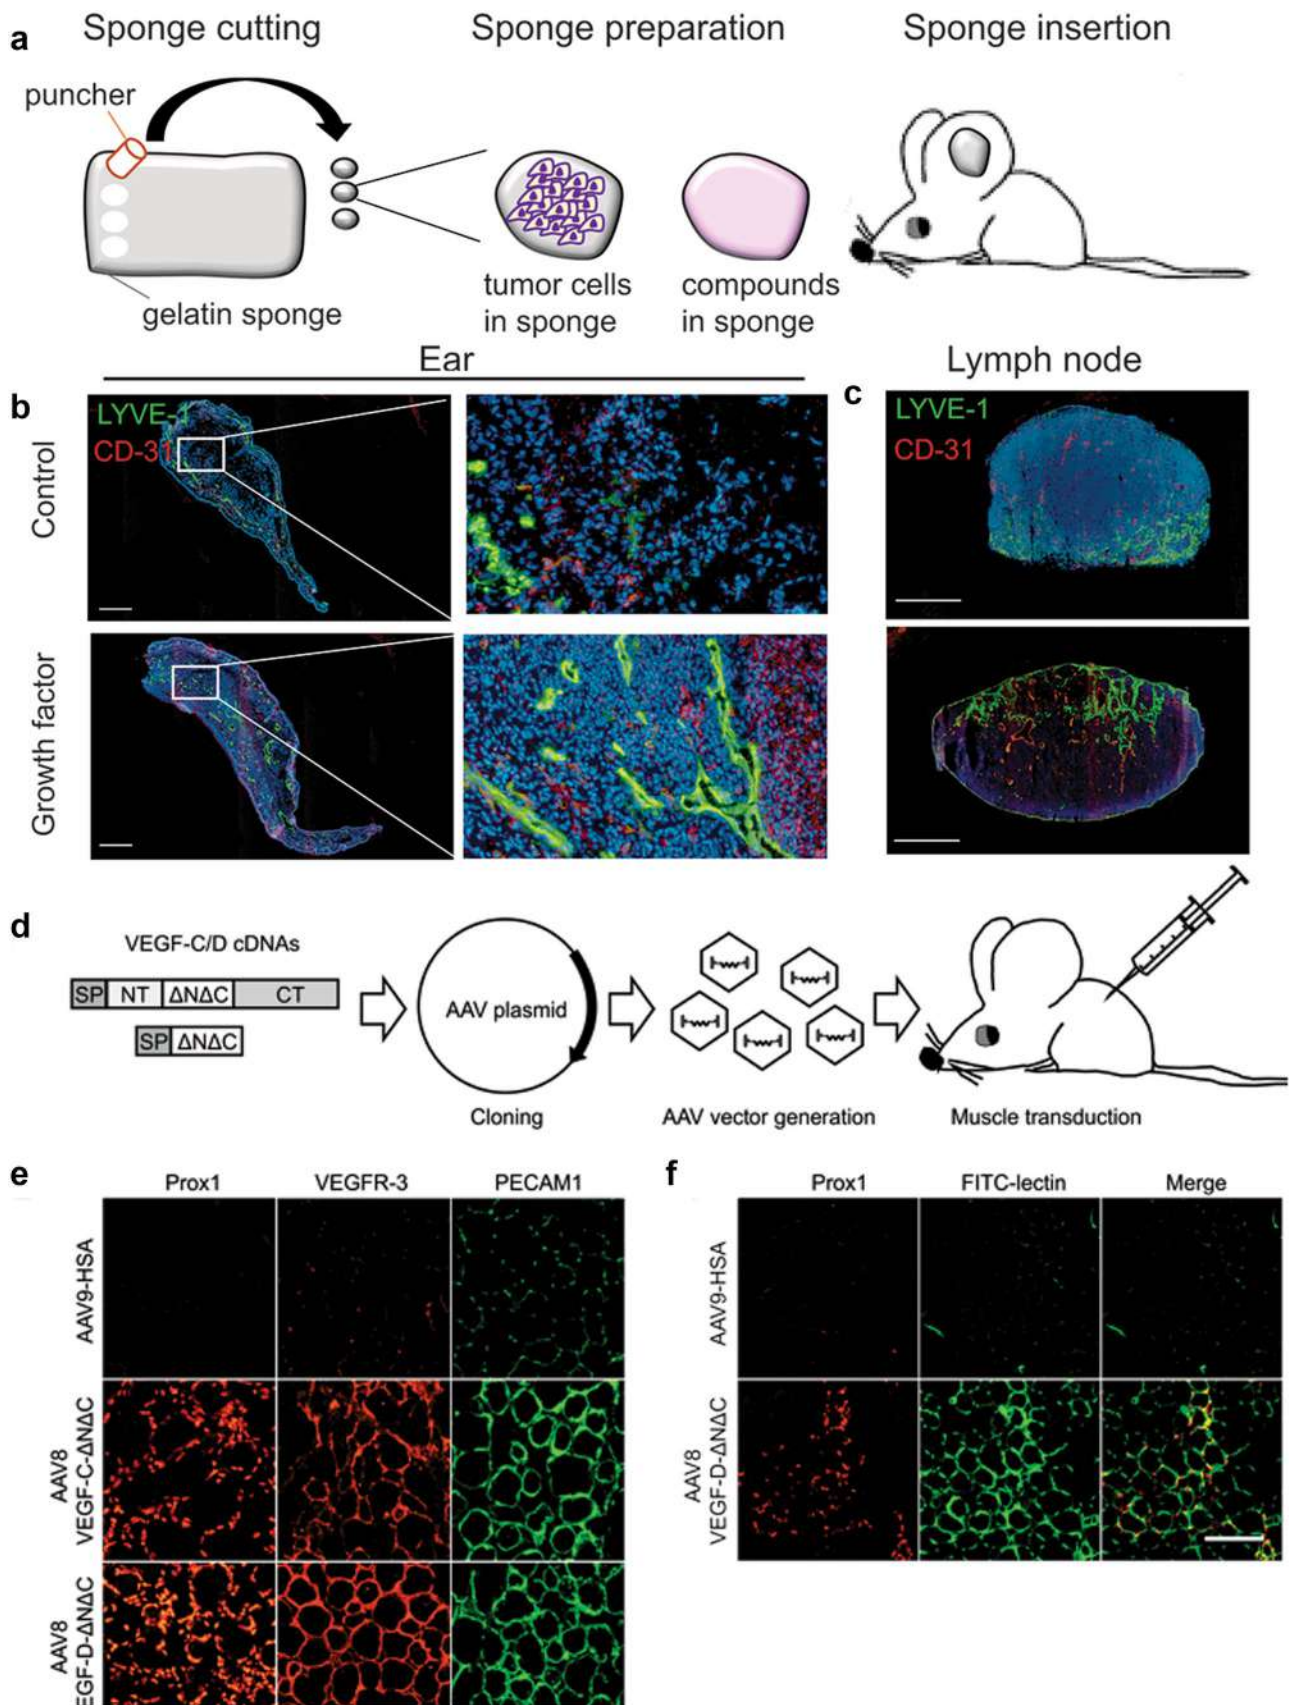 a
Sponge cutting
Sponge preparation
Sponge insertion
puncher
gelatin sponge
tumor cells
in sponge
compounds
in sponge
Ear
Lymph node
b
LYVE-1
CD-31
c
LYVE-1
CD-31
Control
Growth factor
d
VEGF-C/D cDNAs
SP NT ΔNΔC CT
SP ΔNΔC
AAV plasmid
Cloning
AAV vector generation
Muscle transduction
e
Prox1 VEGFR-3 PECAM1
AAV9-HSA
AAV8
VEGF-C-ΔNΔC
AAV8
EGF-D-ΔNΔC
f
Prox1 FITC-lectin Merge
AAV9-HSA
AAV8
VEGF-D-ΔNΔC